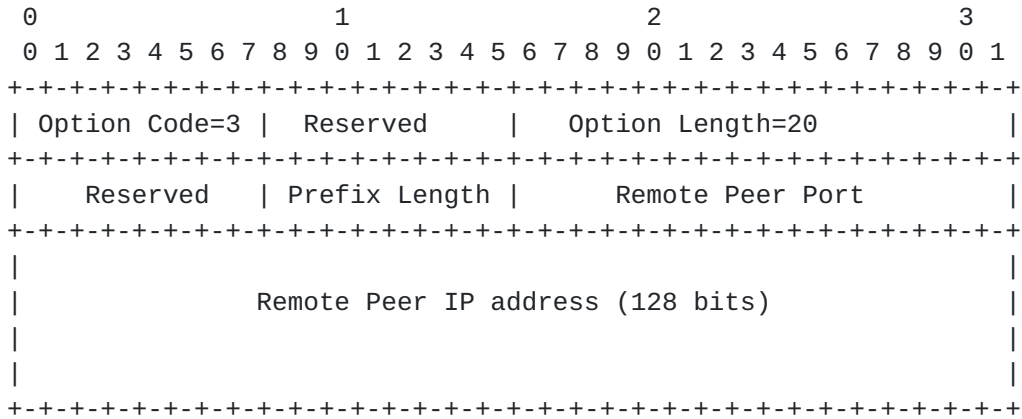 0                   1                   2                   3
 0 1 2 3 4 5 6 7 8 9 0 1 2 3 4 5 6 7 8 9 0 1 2 3 4 5 6 7 8 9 0 1
+-+-+-+-+-+-+-+-+-+-+-+-+-+-+-+-+-+-+-+-+-+-+-+-+-+-+-+-+-+-+-+-+
| Option Code=3 |  Reserved     |   Option Length=20            |
+-+-+-+-+-+-+-+-+-+-+-+-+-+-+-+-+-+-+-+-+-+-+-+-+-+-+-+-+-+-+-+-+
|    Reserved   | Prefix Length |      Remote Peer Port         |
+-+-+-+-+-+-+-+-+-+-+-+-+-+-+-+-+-+-+-+-+-+-+-+-+-+-+-+-+-+-+-+-+
|                                                               |
|               Remote Peer IP address (128 bits)               |
|                                                               |
|                                                               |
+-+-+-+-+-+-+-+-+-+-+-+-+-+-+-+-+-+-+-+-+-+-+-+-+-+-+-+-+-+-+-+-+